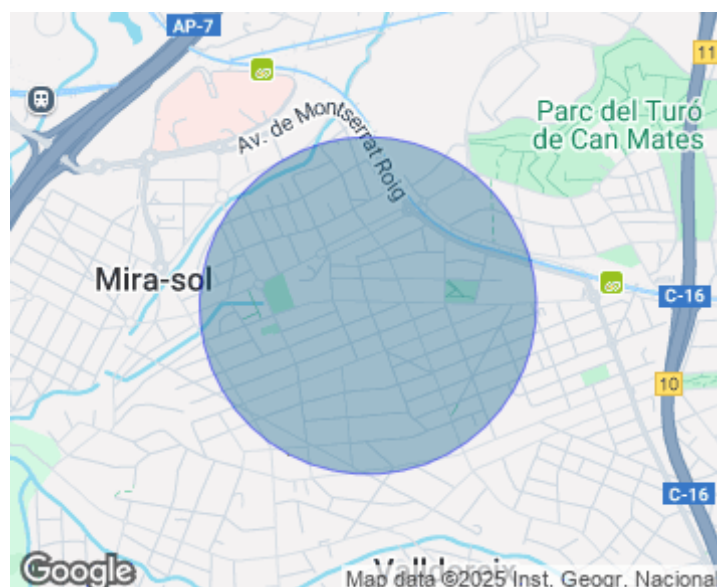 AP-7
11
Av. de Montserrat Roig
Parc del Turó
de Can Mates
Mira-sol
C-16
10
C-16
Valldoreix
Google
Map data ©2025 Inst. Geogr. Nacional